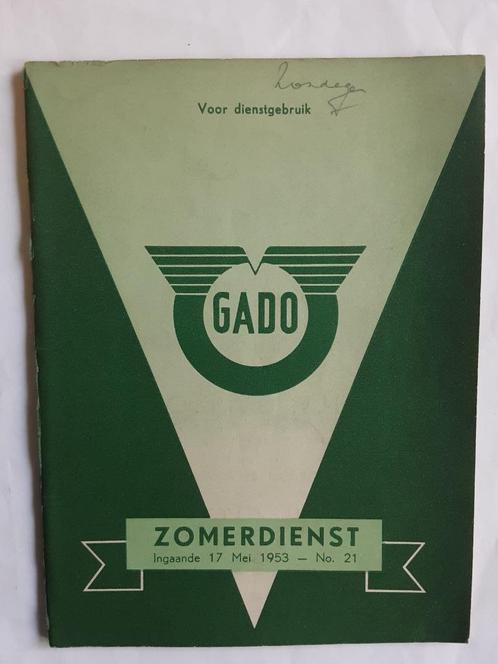 Voor dienstgebruik
GADO
ZOMERDIENST
Ingaande 17 Mei 1953 — No. 21